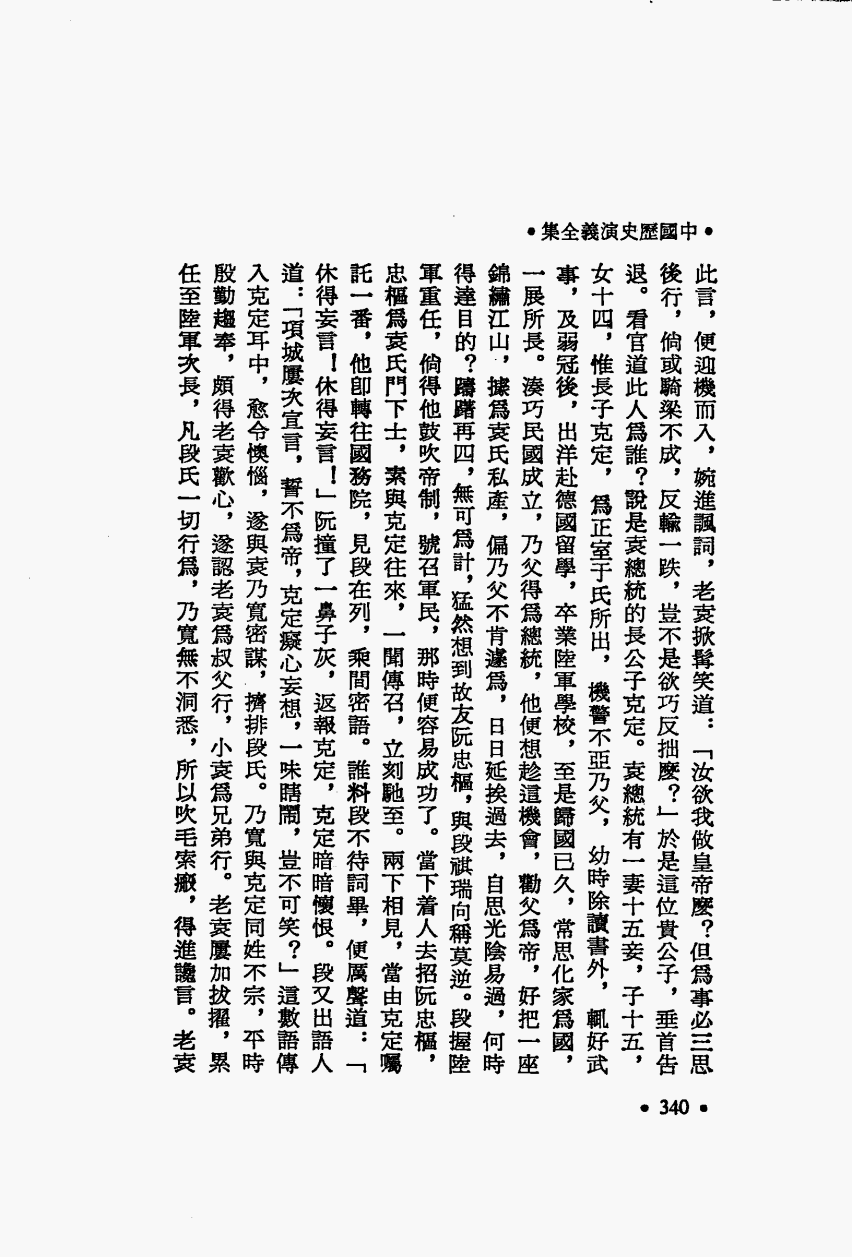 •中國歷史演義全集•
此言，便迎機而入，婉進諷詞，老袁掀髯笑道：「汝欲我做皇帝麼？但爲事必三思
後行，倘或騎梁不成，反輸一跌，豈不是欲巧反拙麼？」於是這位貴公子，垂首告
退。看官道此人爲誰？說是袁總統的長公子克定。袁總統有一妻十五妾，子十五，
女十四，惟長子克定，爲正室于氏所出，機警不亞乃父，幼時除讀書外，輒好武
事，及弱冠後，出洋赴德國留學，卒業陸軍學校，至是歸國已久，常思化家爲國，
一展所長。湊巧民國成立，乃父得爲總統，他便想趁這機會，勸父爲帝，好把一座
錦繡江山，據爲袁氏私產，偏乃父不肯遽爲，日日延挨過去，自思光陰易過，何時
得達目的？躊躇再四，無可爲計，猛然想到故友阮忠樞，與段祺瑞向稱莫逆。段握陸
軍重任，倘得他鼓吹帝制，號召軍民，那時便容易成功了。當下着人去招阮忠樞，
忠樞爲袁氏門下士，素與克定往來，一聞傳召，立刻馳至。兩下相見，當由克定囑
託一番，他卽轉往國務院，見段在列，乘間密語。誰料段不待詞畢，便厲聲道：「
休得妄言！休得妄言！」阮撞了一鼻子灰，返報克定，克定暗暗懷恨。段又出語人
道：「項城屢次宣言，誓不爲帝，克定癡心妄想，一味瞎鬧，豈不可笑？」這數語傳
入克定耳中，愈令懊惱，遂與袁乃寬密謀，擠排段氏。乃寬與克定同姓不宗，平時
殷勤趨奉，頗得老袁歡心，遂認老袁爲叔父行，小袁爲兄弟行。老袁屢加拔擢，累
任至陸軍次長，凡段氏一切行爲，乃寬無不洞悉，所以吹毛索瘢，得進讒言。老袁
• 340 •